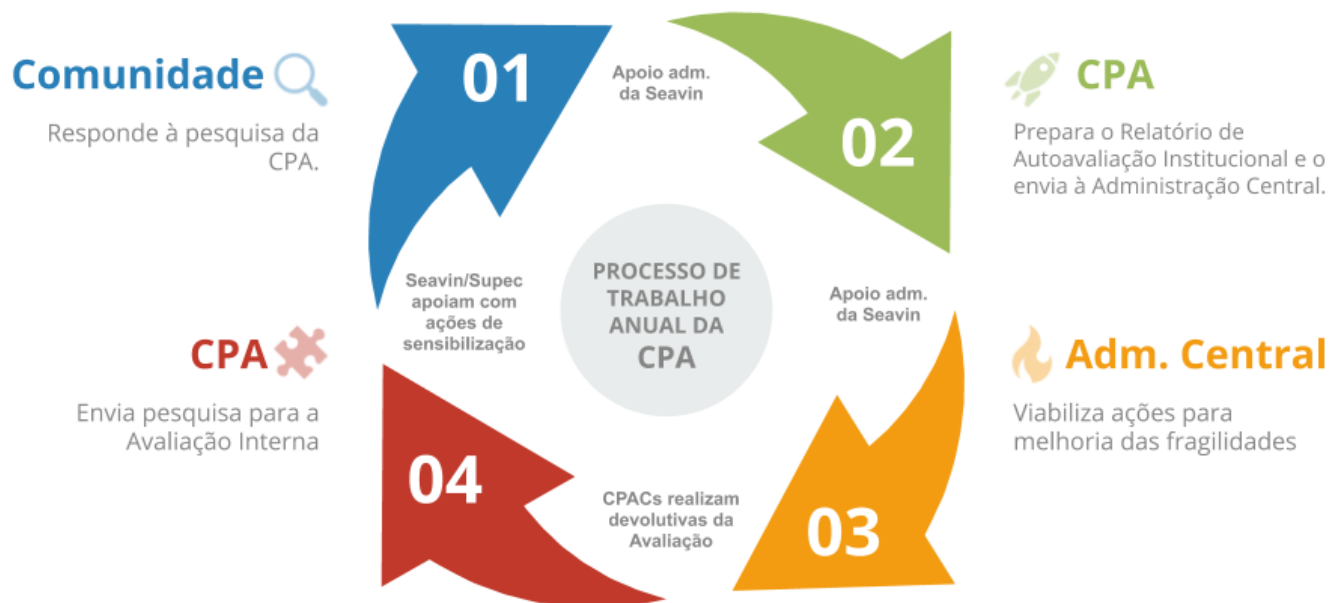 Comunidade
Responde à pesquisa da
CPA.
01
Apoio adm.
da Seavin
02
CPA
Prepara o Relatório de
Autoavaliação Institucional e o
envia à Administração Central.
PROCESSO DE
TRABALHO
ANUAL DA
CPA
Apoio adm.
da Seavin
Adm. Central
Viabiliza ações para
melhoria das fragilidades
03
CPACs realizam
devolutivas da
Avaliação
04
CPA
Envia pesquisa para a
Avaliação Interna
Seavin/Supec
apoiam com
ações de
sensibilização